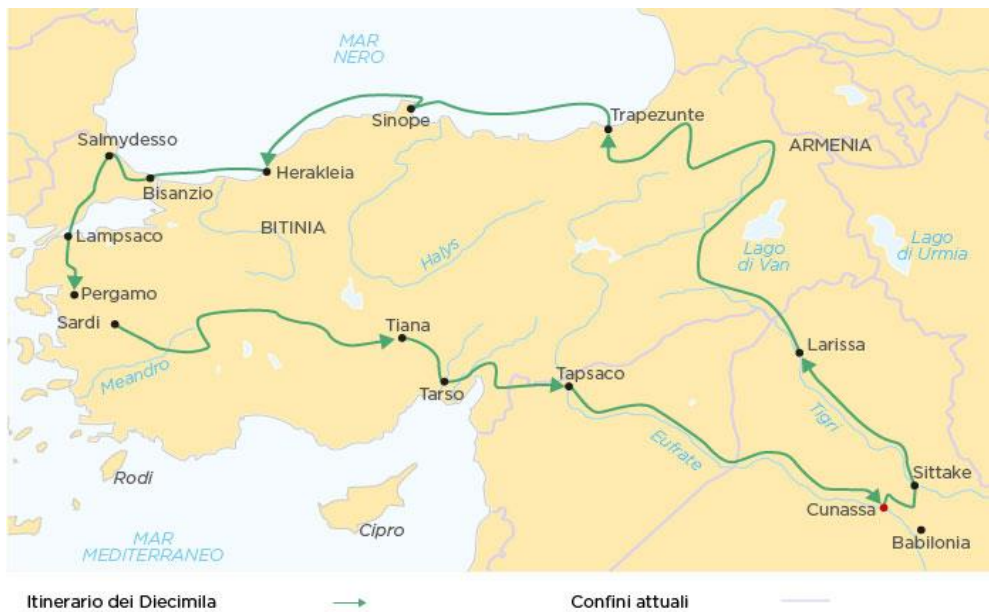 MAR
NERO
Sinope
Trapezunte
ARMENIA
Salmydesso
Herakleia
Bisanzio
BITINIA
Lampsaco
Halys
Lago
di Van
Lago
di Urmia
Pergamo
Sardi
Tiana
Larissa
Meandro
Tarso
Tapsaco
Tigri
Eufrate
Sittake
Rodi
Cunassa
Cipro
Babilonia
MAR
MEDITERRANEO
Itinerario dei Diecimila
Confini attuali